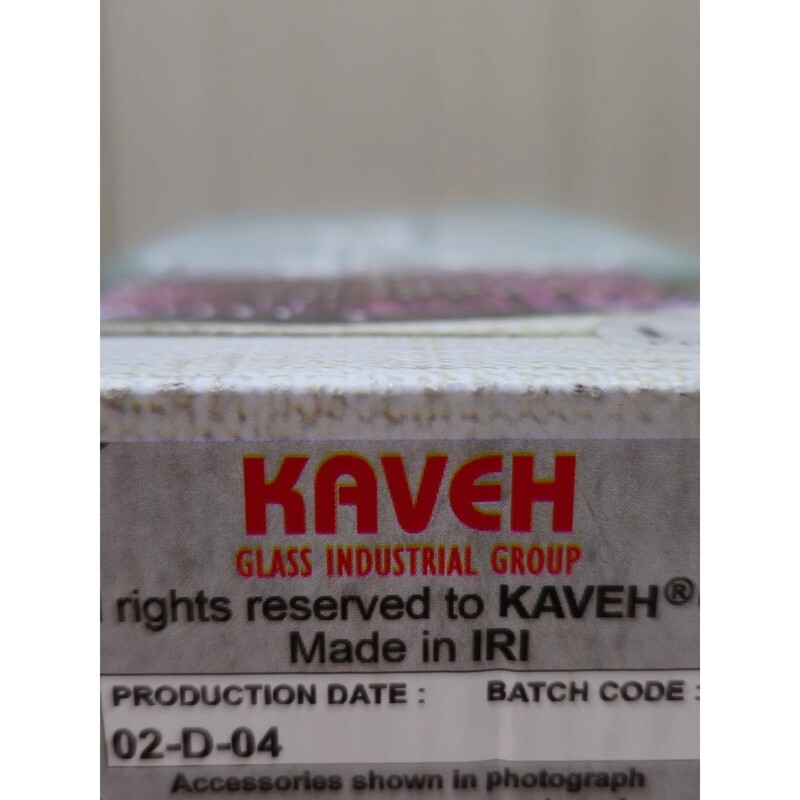 KAVEH
GLASS INDUSTRIAL GROUP
rights reserved to KAVEH®
Made in IRI
PRODUCTION DATE : BATCH CODE :
02-D-04
Accessories shown in photograph